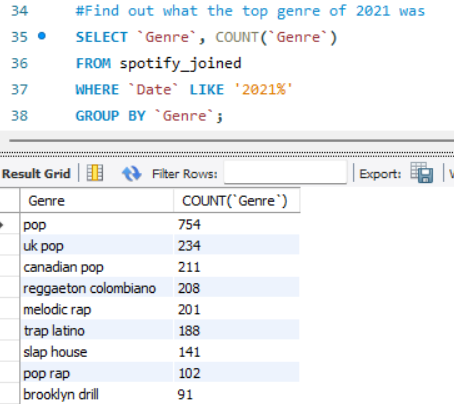 34 #Find out what the top genre of 2021 was
35 SELECT `Genre`, COUNT(`Genre`)
36 FROM spotify_joined
37 WHERE `Date` LIKE '2021%'
38 GROUP BY `Genre`;
Result Grid Filter Rows: Export:
Genre COUNT(`Genre`)
pop 754
uk pop 234
canadian pop 211
reggaeton colombiano 208
melodic rap 201
trap latino 188
slap house 141
pop rap 102
brooklyn drill 91